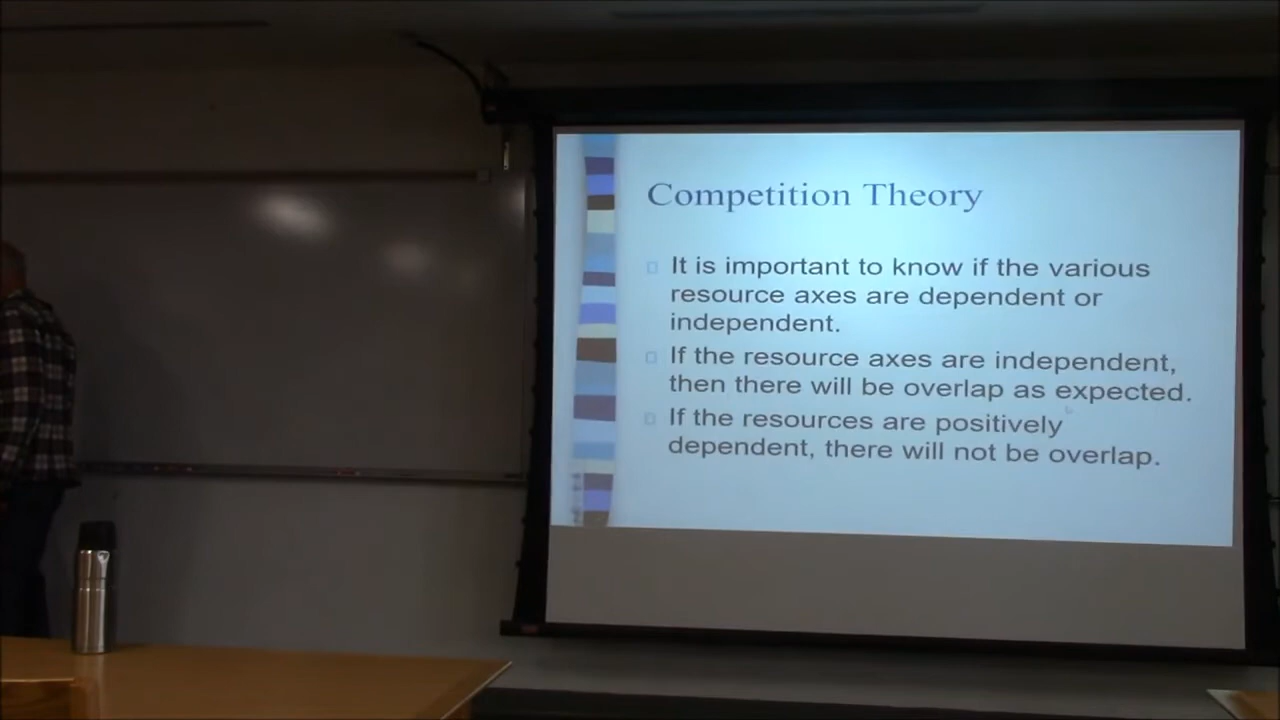 Competition Theory
It is important to know if the various
resource axes are dependent or
independent.
If the resource axes are independent,
then there will be overlap as expected.
If the resources are positively
dependent, there will not be overlap.